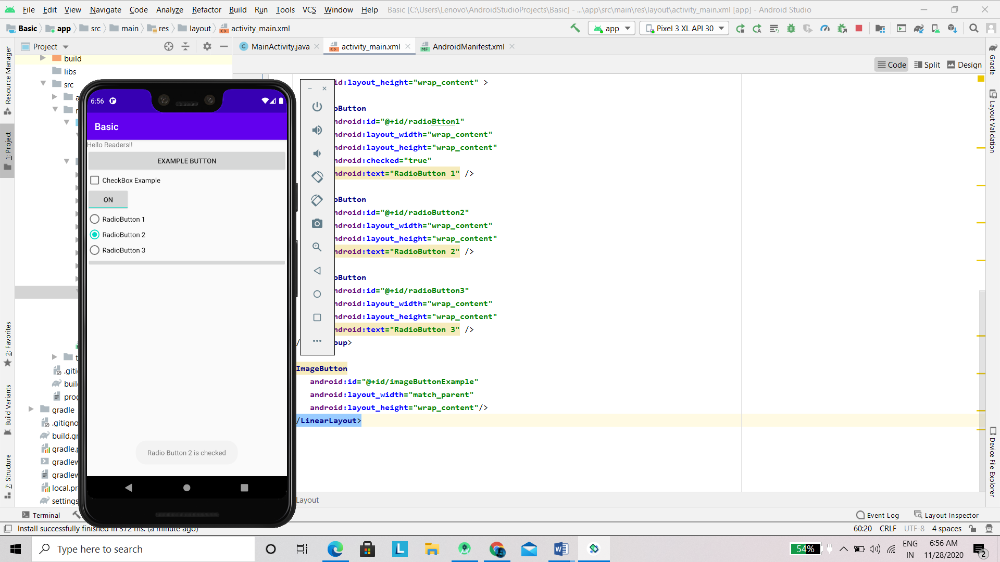 File Edit View Navigate Code Analyze Refactor Build Run Tools VCS Window Help Basic [C:\Users\Lenovo\AndroidStudioProjects\Basic] - ...\app\src\main\res\layout\activity_main.xml [app] - Android Studio
Basic app src main res layout activity_main.xml
app Pixel 3 XL API 30
Project
MainActivity.java activity_main.xml AndroidManifest.xml
Code Split Design
Resource Manager
1: Project
2: Favorites
Build Variants
7: Structure
build
libs
src
.gitignо
build.gr
gradle
gradle.p
gradlew
gradlew
local.pr
settings
6:56
Basic
Hello Readers!!
EXAMPLE BUTTON
CheckBox Example
ON
RadioButton 1
RadioButton 2
RadioButton 3
Radio Button 2 is checked
id:layout_height="wrap_content" >
oButton
ndroid:id="@+id/radioBtton1"
ndroid:layout_width="wrap_content"
ndroid:layout_height="wrap_content"
ndroid:checked="true"
ndroid:text="RadioButton 1" />
oButton
ndroid:id="@+id/radioButton2"
ndroid:layout_width="wrap_content"
ndroid:layout_height="wrap_content"
ndroid:text="RadioButton 2" />
oButton
ndroid:id="@+id/radioButton3"
ndroid:layout_width="wrap_content"
ndroid:layout_height="wrap_content"
ndroid:text="RadioButton 3" />
/ oup>
ImageButton
android:id="@+id/imageButtonExample"
android:layout_width="match_parent"
android:layout_height="wrap_content"/>
/LinearLayout>
Layout
Gradle
Layout Validation
Device File Explorer
Terminal
Event Log Layout Inspector
Install successfully finished in 372 ms. (a minute ago)
60:20 CRLF UTF-8 4 spaces
Type here to search
54%
ENG
IN
6:56 AM
11/28/2020
2